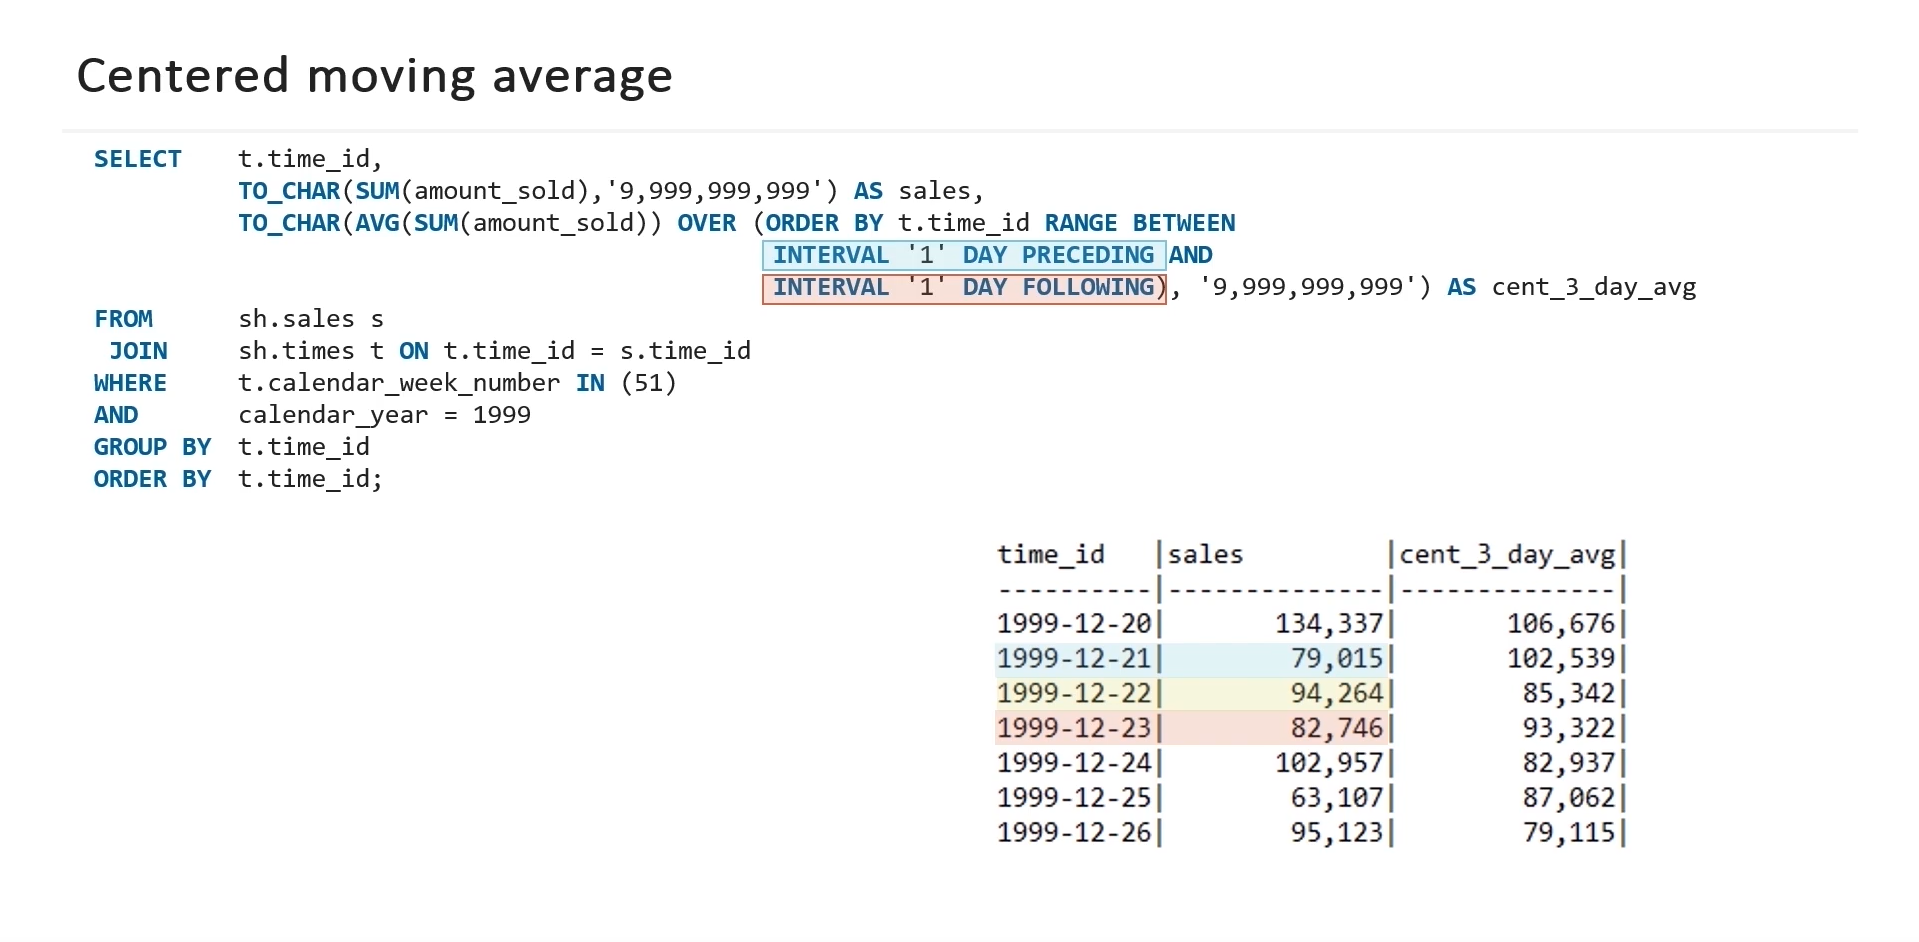 Centered moving average
SELECT t.time_id,
TO_CHAR(SUM(amount_sold),'9,999,999,999') AS sales,
TO_CHAR(AVG(SUM(amount_sold)) OVER (ORDER BY t.time_id RANGE BETWEEN
INTERVAL '1' DAY PRECEDING AND
INTERVAL '1' DAY FOLLOWING), '9,999,999,999') AS cent_3_day_avg
FROM sh.sales s
JOIN sh.times t ON t.time_id = s.time_id
WHERE t.calendar_week_number IN (51)
AND calendar_year = 1999
GROUP BY t.time_id
ORDER BY t.time_id;
time_id |sales |cent_3_day_avg|
----------|--------------|--------------|
1999-12-20| 134,337| 106,676|
1999-12-21| 79,015| 102,539|
1999-12-22| 94,264| 85,342|
1999-12-23| 82,746| 93,322|
1999-12-24| 102,957| 82,937|
1999-12-25| 63,107| 87,062|
1999-12-26| 95,123| 79,115|